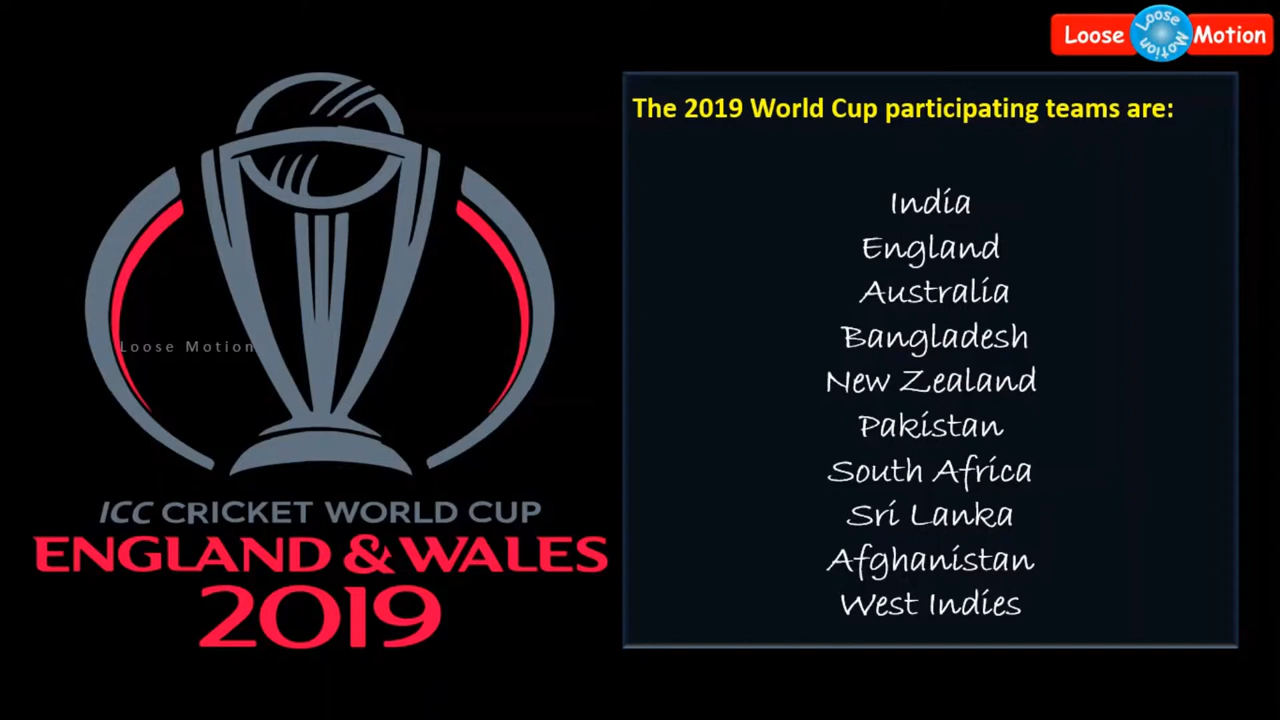 Loose Loose Motion Motion
The 2019 World Cup participating teams are:
India
England
Australia
Bangladesh
New Zealand
Pakistan
South Africa
Sri Lanka
Afghanistan
West Indies
Loose Motion
ICC CRICKET WORLD CUP
ENGLAND & WALES
2019